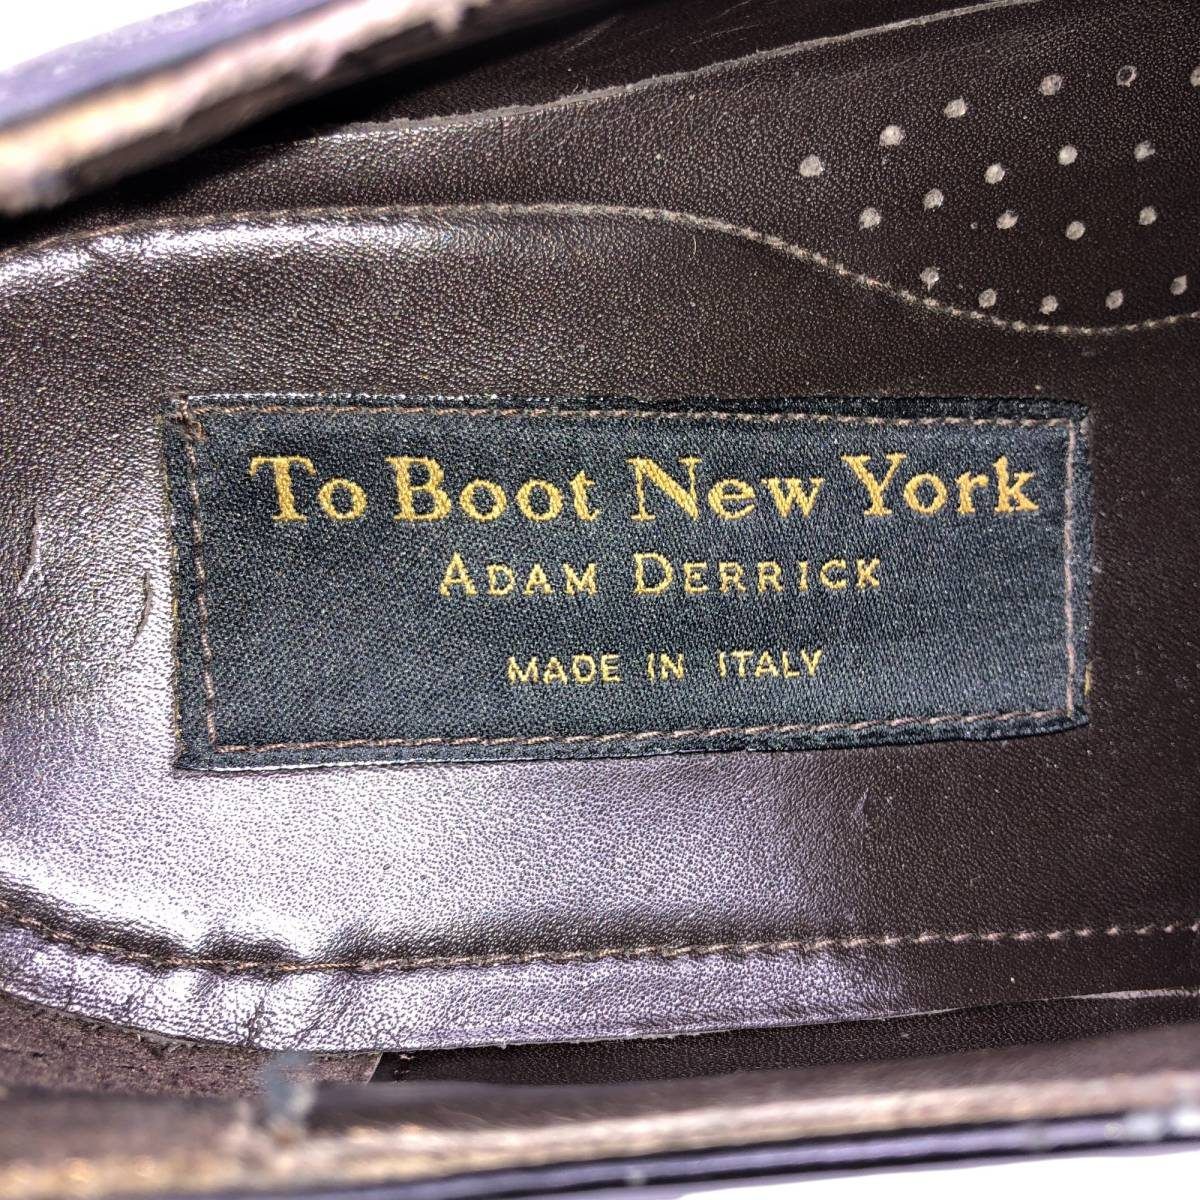 To Boot New York
ADAM DERRICK
MADE IN ITALY